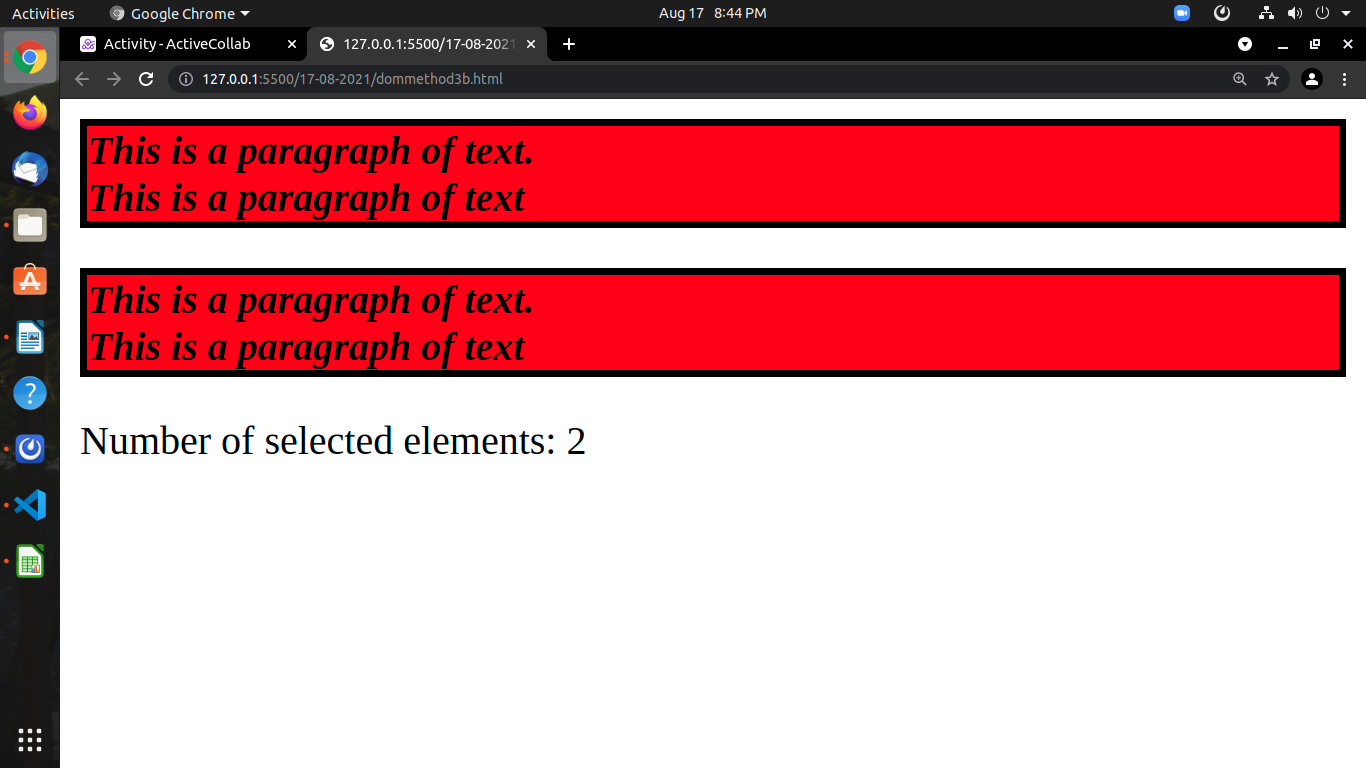 Activities Google Chrome Aug 17 8:44 PM
Activity - ActiveCollab 127.0.0.1:5500/17-08-2021
127.0.0.1:5500/17-08-2021/dommethod3b.html
This is a paragraph of text.
This is a paragraph of text
This is a paragraph of text.
This is a paragraph of text
Number of selected elements: 2